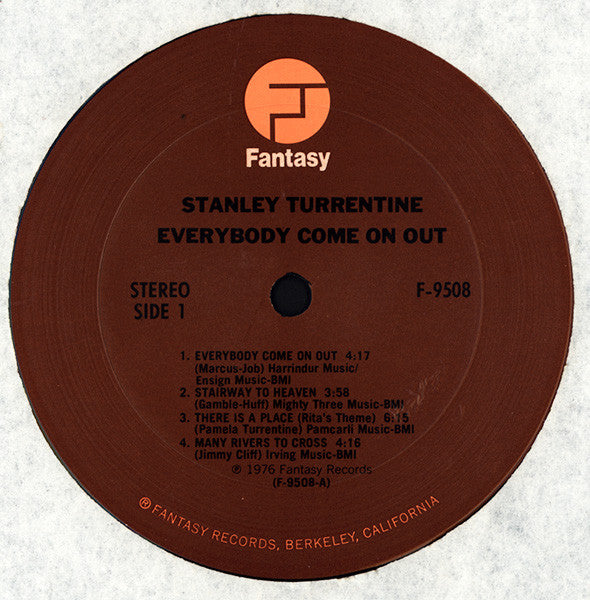 Fantasy
STANLEY TURRENTINE
EVERYBODY COME ON OUT
STEREO
SIDE 1
F-9508
1. EVERYBODY COME ON OUT 4:17
(Marcus-Job) Harrindur Music/
Ensign Music-BMI
2. STAIRWAY TO HEAVEN 3:58
(Gamble-Huff) Mighty Three Music-BMI
3. THERE IS A PLACE (Rita's Theme) 6:15
(Pamela Turrentine) Pamcarli Music-BMI
4. MANY RIVERS TO CROSS 4:16
(Jimmy Cliff) Irving Music-BMI
℗ 1976 Fantasy Records
(F-9508-A)
® FANTASY RECORDS, BERKELEY, CALIFORNIA